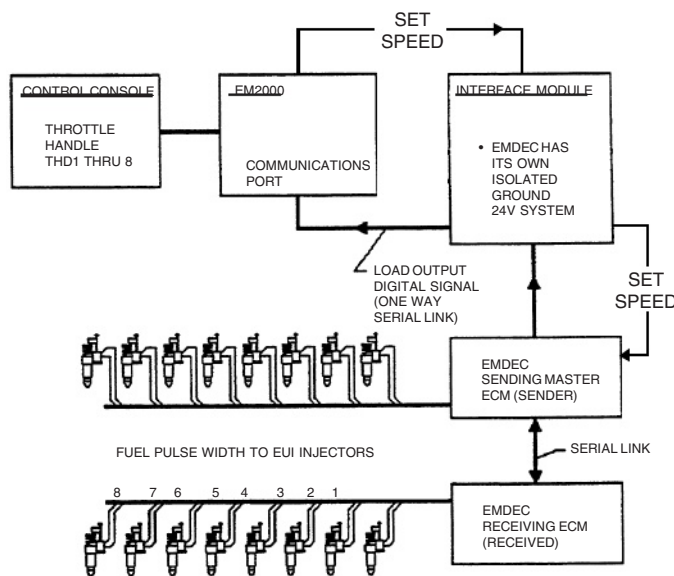 SET
SPEED
CONTROL CONSOLE
THROTTLE
HANDLE
THD1 THRU 8
EM2000
COMMUNICATIONS
PORT
INTERFACE MODULE
• EMDEC HAS
ITS OWN
ISOLATED
GROUND
24V SYSTEM
LOAD OUTPUT
DIGITAL SIGNAL
(ONE WAY
SERIAL LINK)
SET
SPEED
EMDEC
SENDING MASTER
ECM (SENDER)
FUEL PULSE WIDTH TO EUI INJECTORS
SERIAL LINK
8 7 6 5 4 3 2 1
EMDEC
RECEIVING ECM
(RECEIVED)